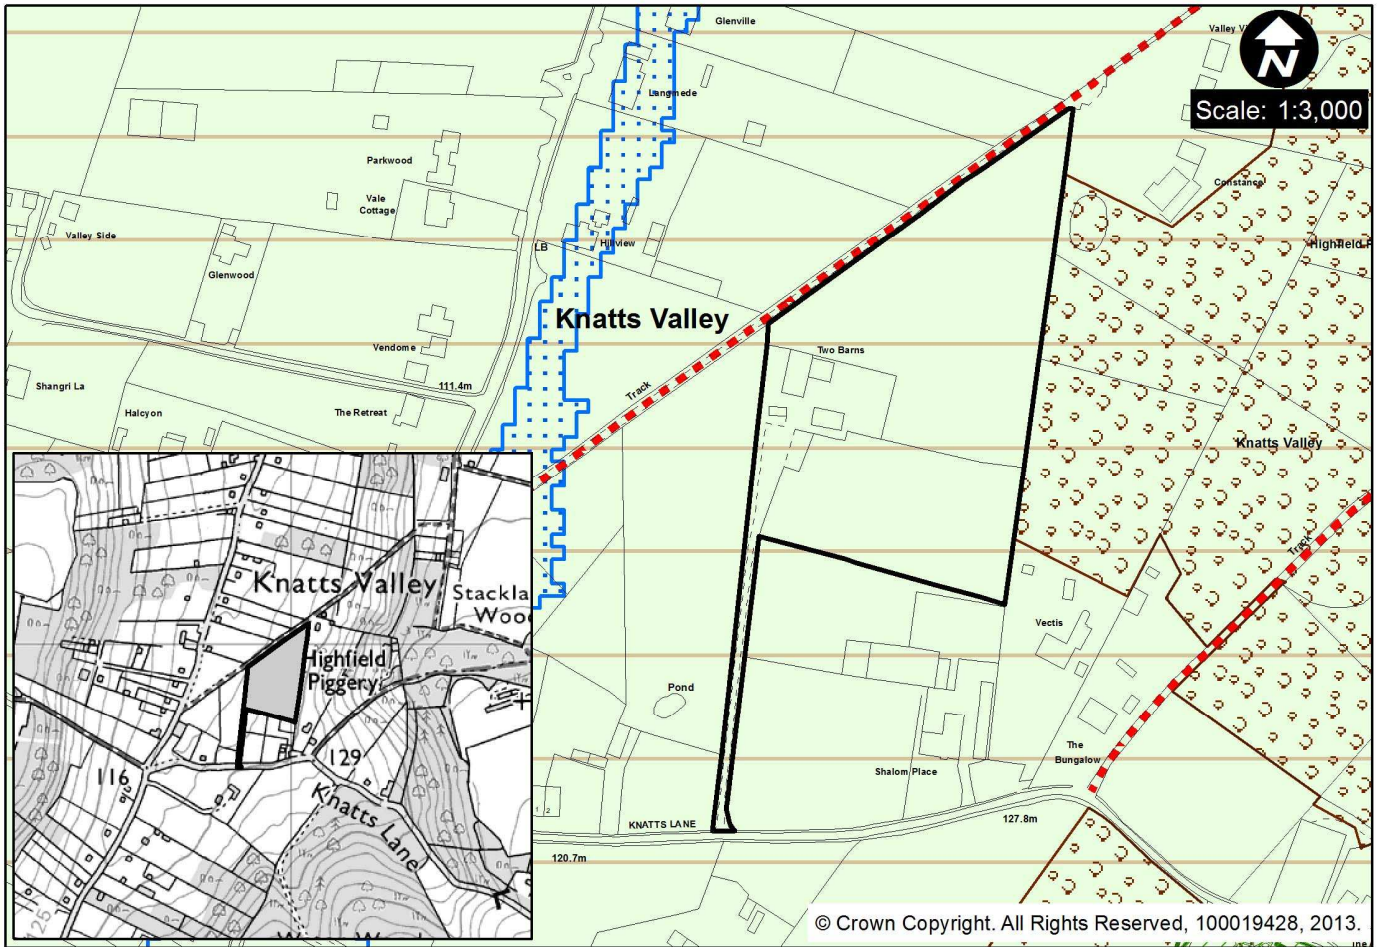 Glenville
Valley
N
Langmede
Scale: 1:3,000
Parkwood
Vale
Cottage
Constance
Valley Side
LB
Hillview
Highfield
Glenwood
Knatts Valley
Vendome
Two Barns
Track
111.4m
Shangri La
Halcyon
The Retreat
Knatts Valley
Track
Knatts Valley
Stackla
Woo
Highfield
Piggery
116
129
Knatts Lane
125
Vectis
Pond
The
Bungalow
Shalom Place
1 2
KNATTS LANE
127.8m
120.7m
© Crown Copyright. All Rights Reserved, 100019428, 2013.